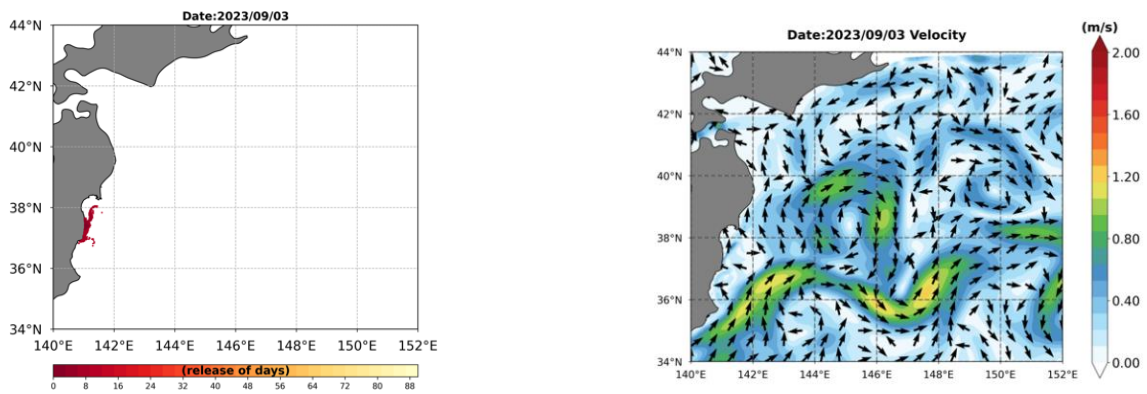 Date:2023/09/03
44°N
42°N
40°N
38°N
36°N
34°N
140°E 142°E 144°E 146°E 148°E 150°E 152°E
(release of days)
0 8 16 24 32 40 48 56 64 72 80 88
(m/s)
Date:2023/09/03 Velocity
44°N
42°N
40°N
38°N
36°N
34°N
140°E 142°E 144°E 146°E 148°E 150°E 152°E
2.00
1.60
1.20
0.80
0.40
0.00